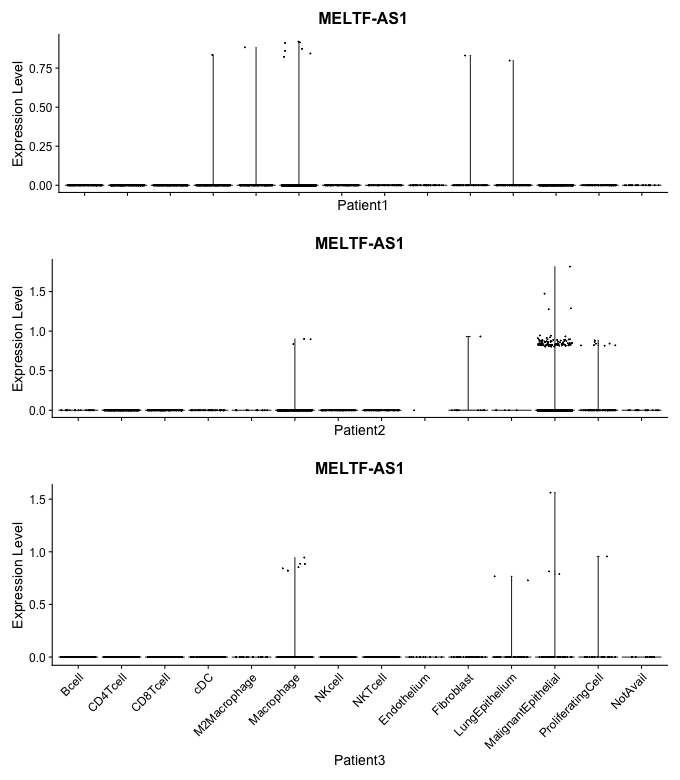 MELTF-AS1
Expression Level
0.75
0.50
0.25
0.00
Patient1
MELTF-AS1
Expression Level
1.5
1.0
0.5
0.0
Patient2
MELTF-AS1
Expression Level
1.5
1.0
0.5
0.0
Bcell
CD4Tcell
CD8Tcell
cDC
M2Macrophage
Macrophage
NKcell
NKTcell
Endothelium
Fibroblast
LungEpithelium
MalignantEpithelial
ProliferatingCell
NotAvail
Patient3